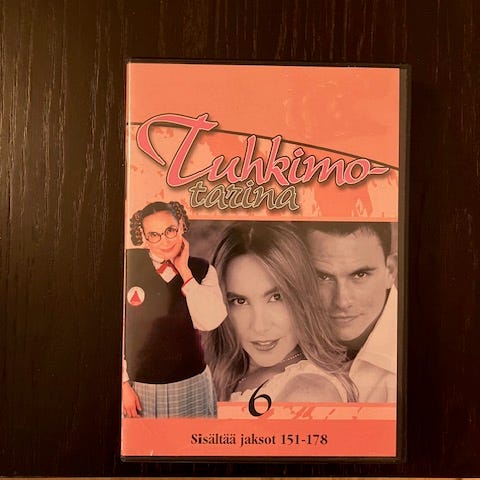 Tuhkimo-
tarina
6
Sisältää jaksot 151-178